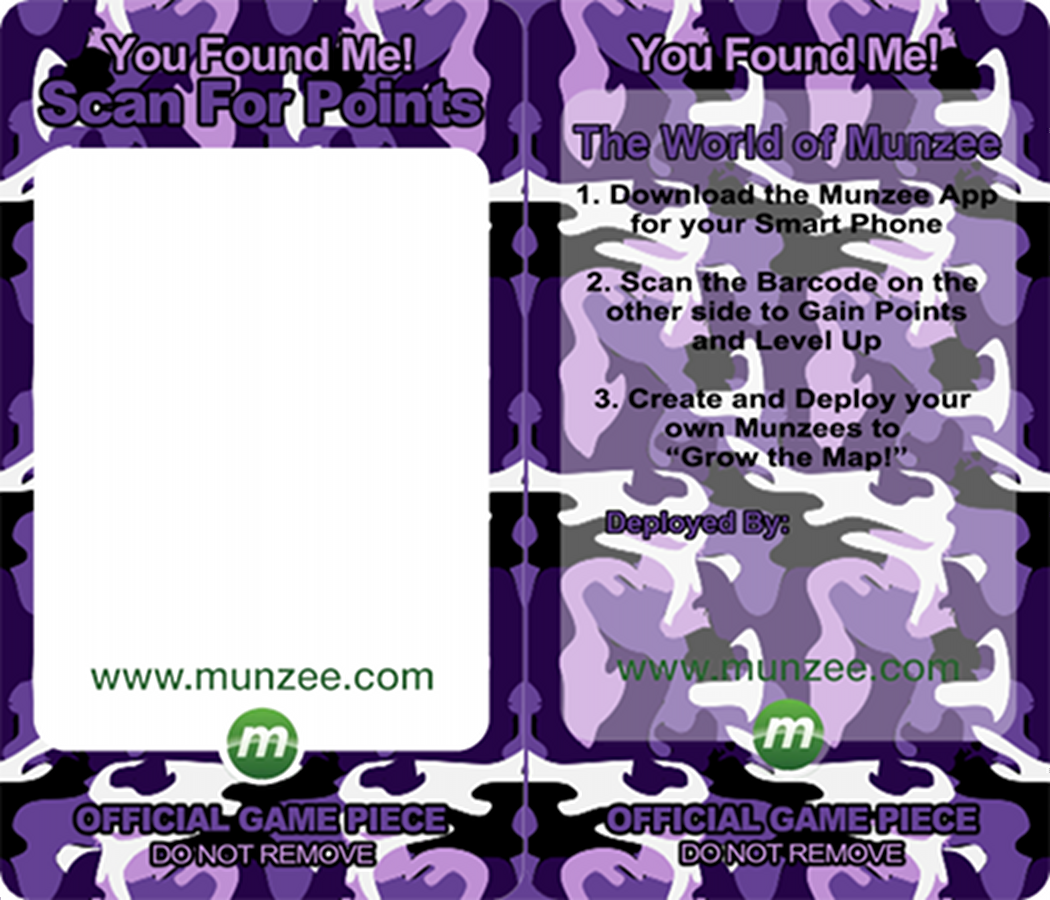 You Found Me!
Scan For Points
www.munzee.com
m
OFFICIAL GAME PIECE
DO NOT REMOVE
You Found Me!
The World of Munzee
1. Download the Munzee App
for your Smart Phone
2. Scan the Barcode on the
other side to Gain Points
and Level Up
3. Create and Deploy your
own Munzees to
“Grow the Map!”
Deployed By:
www.munzee.com
m
OFFICIAL GAME PIECE
DO NOT REMOVE